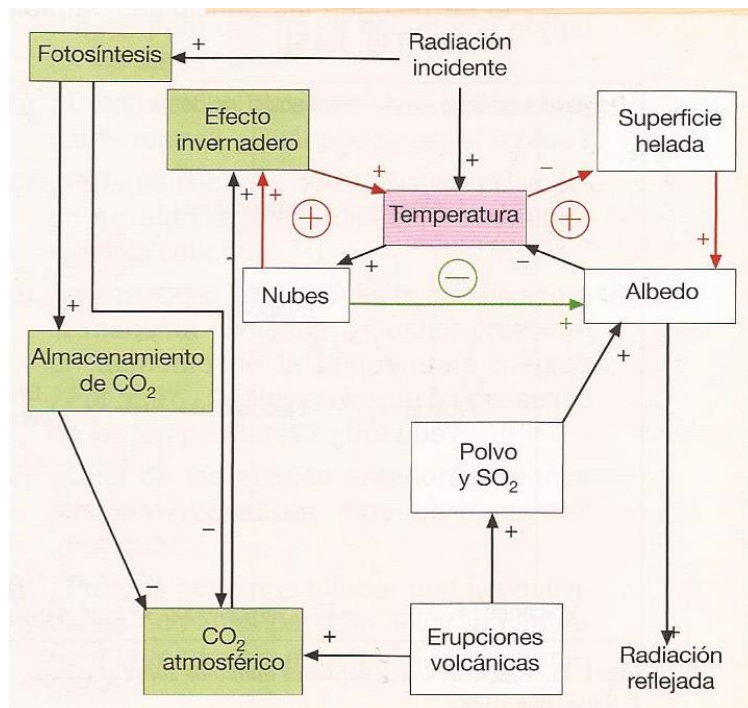 Fotosíntesis
+
Radiación
incidente
Efecto
invernadero
+
+
-
Superficie
helada
+
+
Temperatura
+
+
+
+
-
+
Nubes
-
Albedo
+
+
+
Almacenamiento
de CO₂
Polvo
y SO₂
-
-
+
CO₂
atmosférico
+
Erupciones
volcánicas
+
Radiación
reflejada